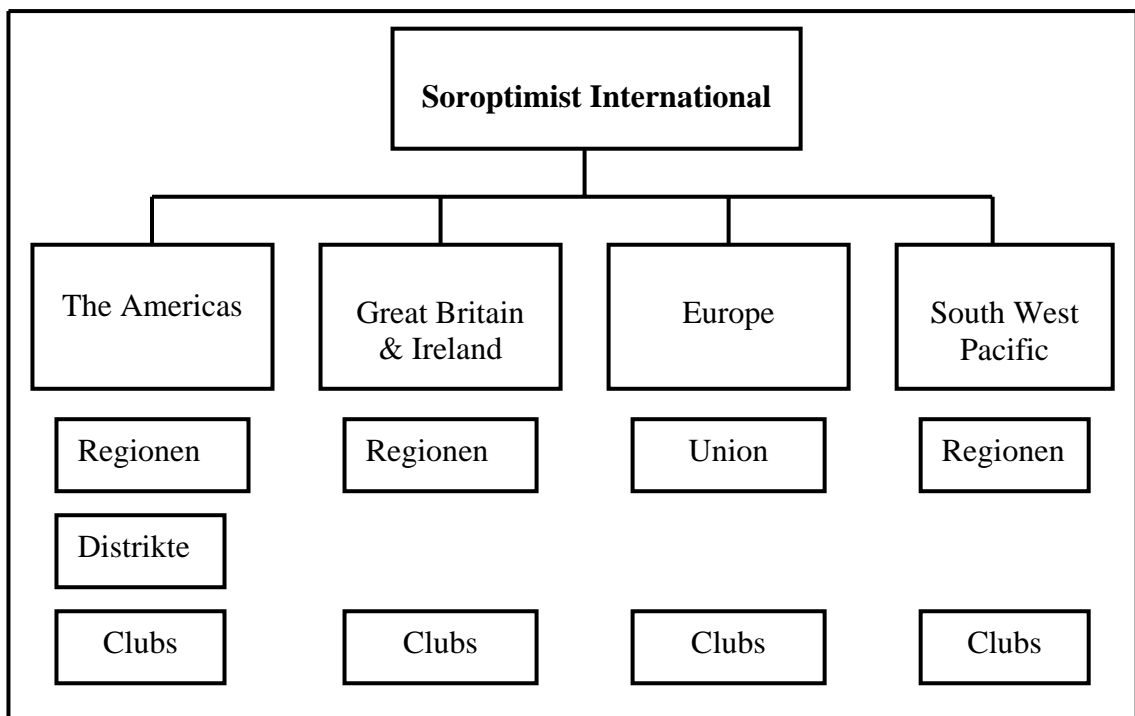 Soroptimist International
The Americas
Great Britain
& Ireland
Europe
South West
Pacific
Regionen
Regionen
Union
Regionen
Distrikte
Clubs
Clubs
Clubs
Clubs